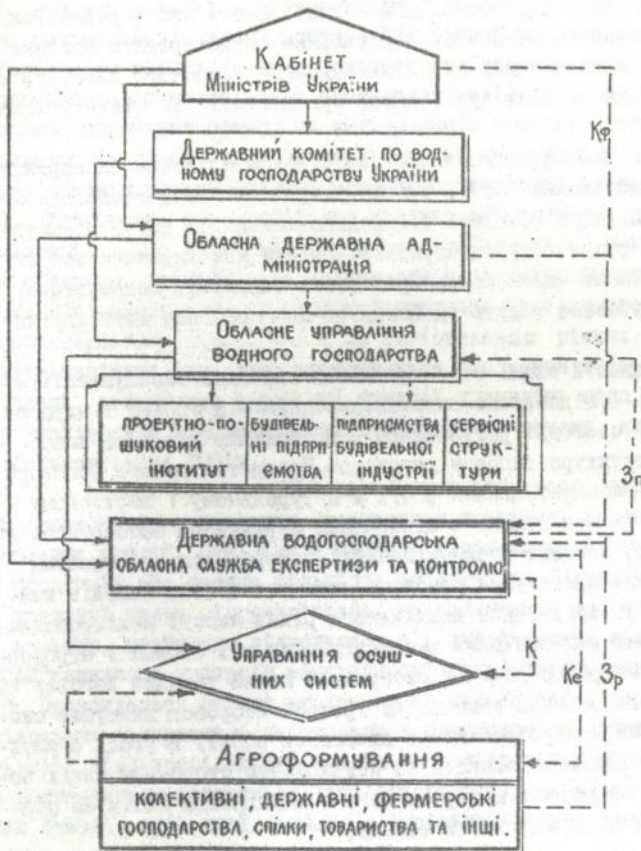 Кабінет
Міністрів України
Кф
Державний комітет по вод-
ному господарству України
Обласна державна ад-
міністрація
Обласне управління
водного господарства
Проектно-по-
шуковий
інститут
Будівель-
ні підпри
ємства
Підприємства
будівельної
індустрії
Сервісні
струк-
тури
Зп
Державна водогосподарська
обласна служба експертизи та контролю
Управління осуш-
них систем
К
Кс
Зр
Агроформування
Колективні, державні, фермерські
господарства, спілки, товариства та інші.